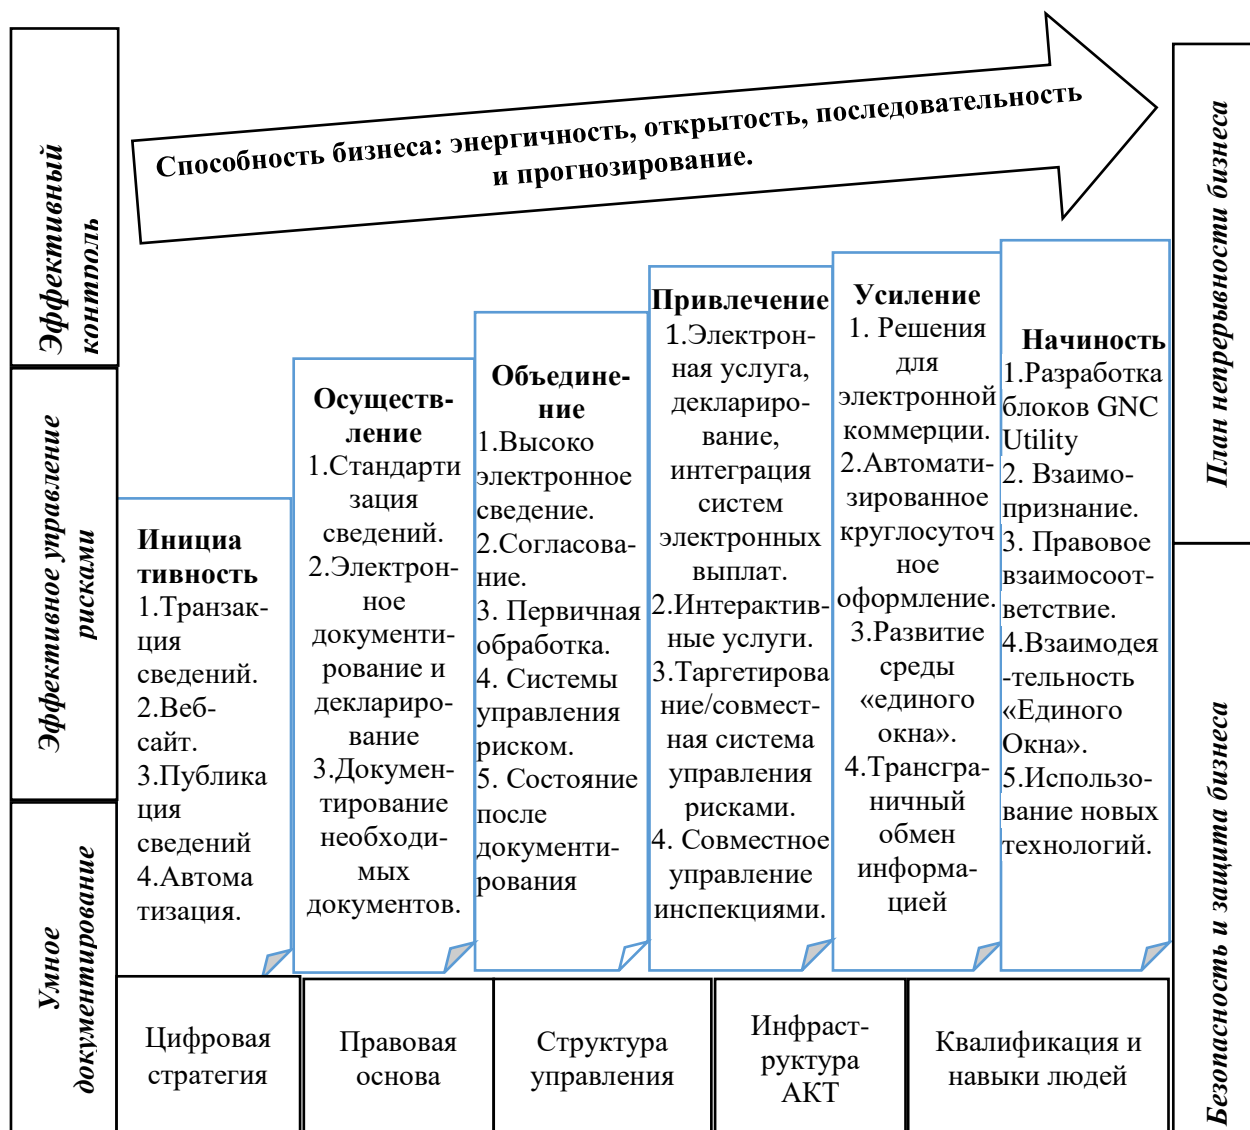 Эффективный
контроль
Эффективное управление
рисками
Умное
документирование
Способность бизнеса: энергичность, открытость, последовательность
и прогнозирование.
Инициа
тивность
1.Транзак-
ция
сведений.
2.Веб-
сайт.
3.Публика
ция
сведений
4.Автома
тизация.
Осуществ-
ление
1.Стандарти
зация
сведений.
2.Электрон-
ное
документи-
рование и
деклариро-
вание
3.Докумен-
тирование
необходи-
мых
документов.
Объедине-
ние
1.Высоко
электронное
сведение.
2.Согласова-
ние.
3. Первичная
обработка.
4. Системы
управления
риском.
5. Состояние
после
документи-
рования
Привлечение
1.Электрон-
ная услуга,
деклариро-
вание,
интеграция
систем
электронных
выплат.
2.Интерактив-
ные услуги.
3.Таргетирова
ние/совмест-
ная система
управления
рисками.
4. Совместное
управление
инспекциями.
Усиление
1. Решения
для
электронной
коммерции.
2.Автомати-
зированное
круглосуточ
ное
оформление.
3.Развитие
среды
«единого
окна».
4.Трансгра-
ничный
обмен
информа-
цией
Начиность
1.Разработка
блоков GNC
Utility
2. Взаимо-
признание.
3. Правовое
взаимосоот-
ветствие.
4.Взаимодея
-тельность
«Единого
Окна».
5.Использо-
вание новых
технологий.
Цифровая
стратегия
Правовая
основа
Структура
управления
Инфраст-
руктура
АКТ
Квалификация и
навыки людей
План непрерывности бизнеса
Безопасность и защита бизнеса